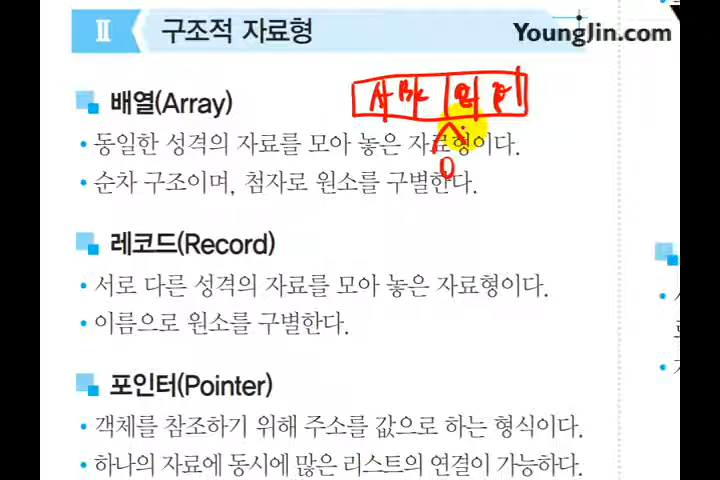 Ⅱ 구조적 자료형
YoungJin.com
배열(Array)
• 동일한 성격의 자료를 모아 놓은 자료형이다.
• 순차 구조이며, 첨자로 원소를 구별한다.
레코드(Record)
• 서로 다른 성격의 자료를 모아 놓은 자료형이다.
• 이름으로 원소를 구별한다.
포인터(Pointer)
• 객체를 참조하기 위해 주소를 값으로 하는 형식이다.
• 하나의 자료에 동시에 많은 리스트의 연결이 가능하다.